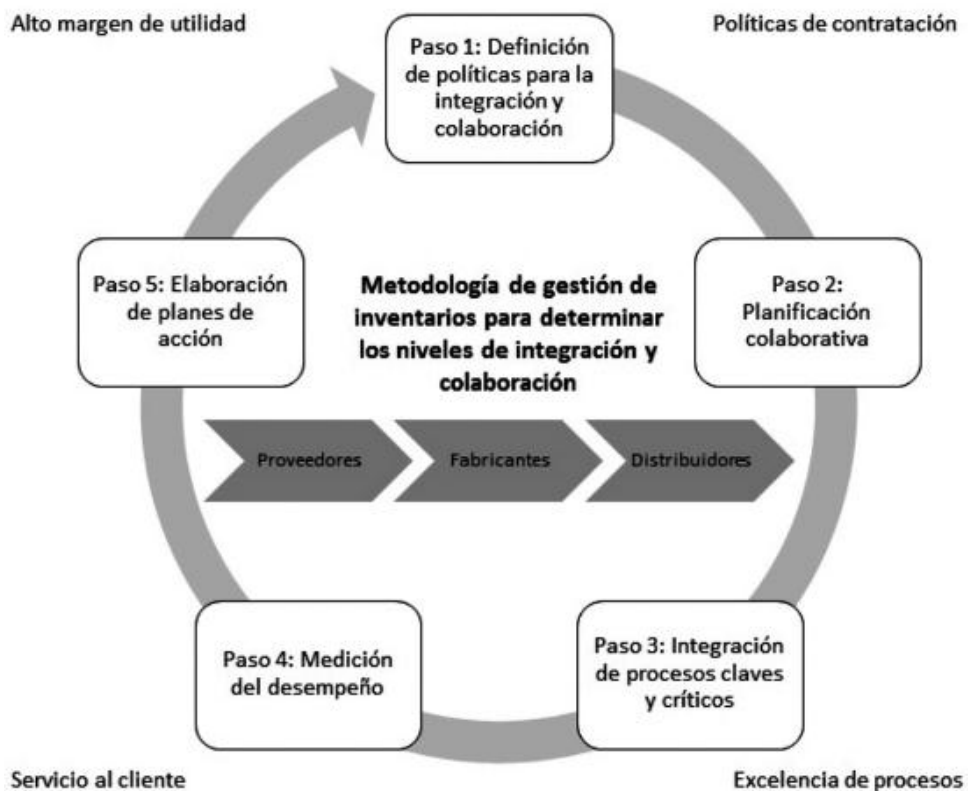 Alto margen de utilidad
Políticas de contratación
Paso 1: Definición
de políticas para la
integración y
colaboración
Paso 2:
Planificación
colaborativa
Paso 3: Integración
de procesos claves
y críticos
Paso 4: Medición
del desempeño
Paso 5: Elaboración
de planes de
acción
Metodología de gestión de
inventarios para determinar
los niveles de integración y
colaboración
Proveedores
Fabricantes
Distribuidores
Servicio al cliente
Excelencia de procesos